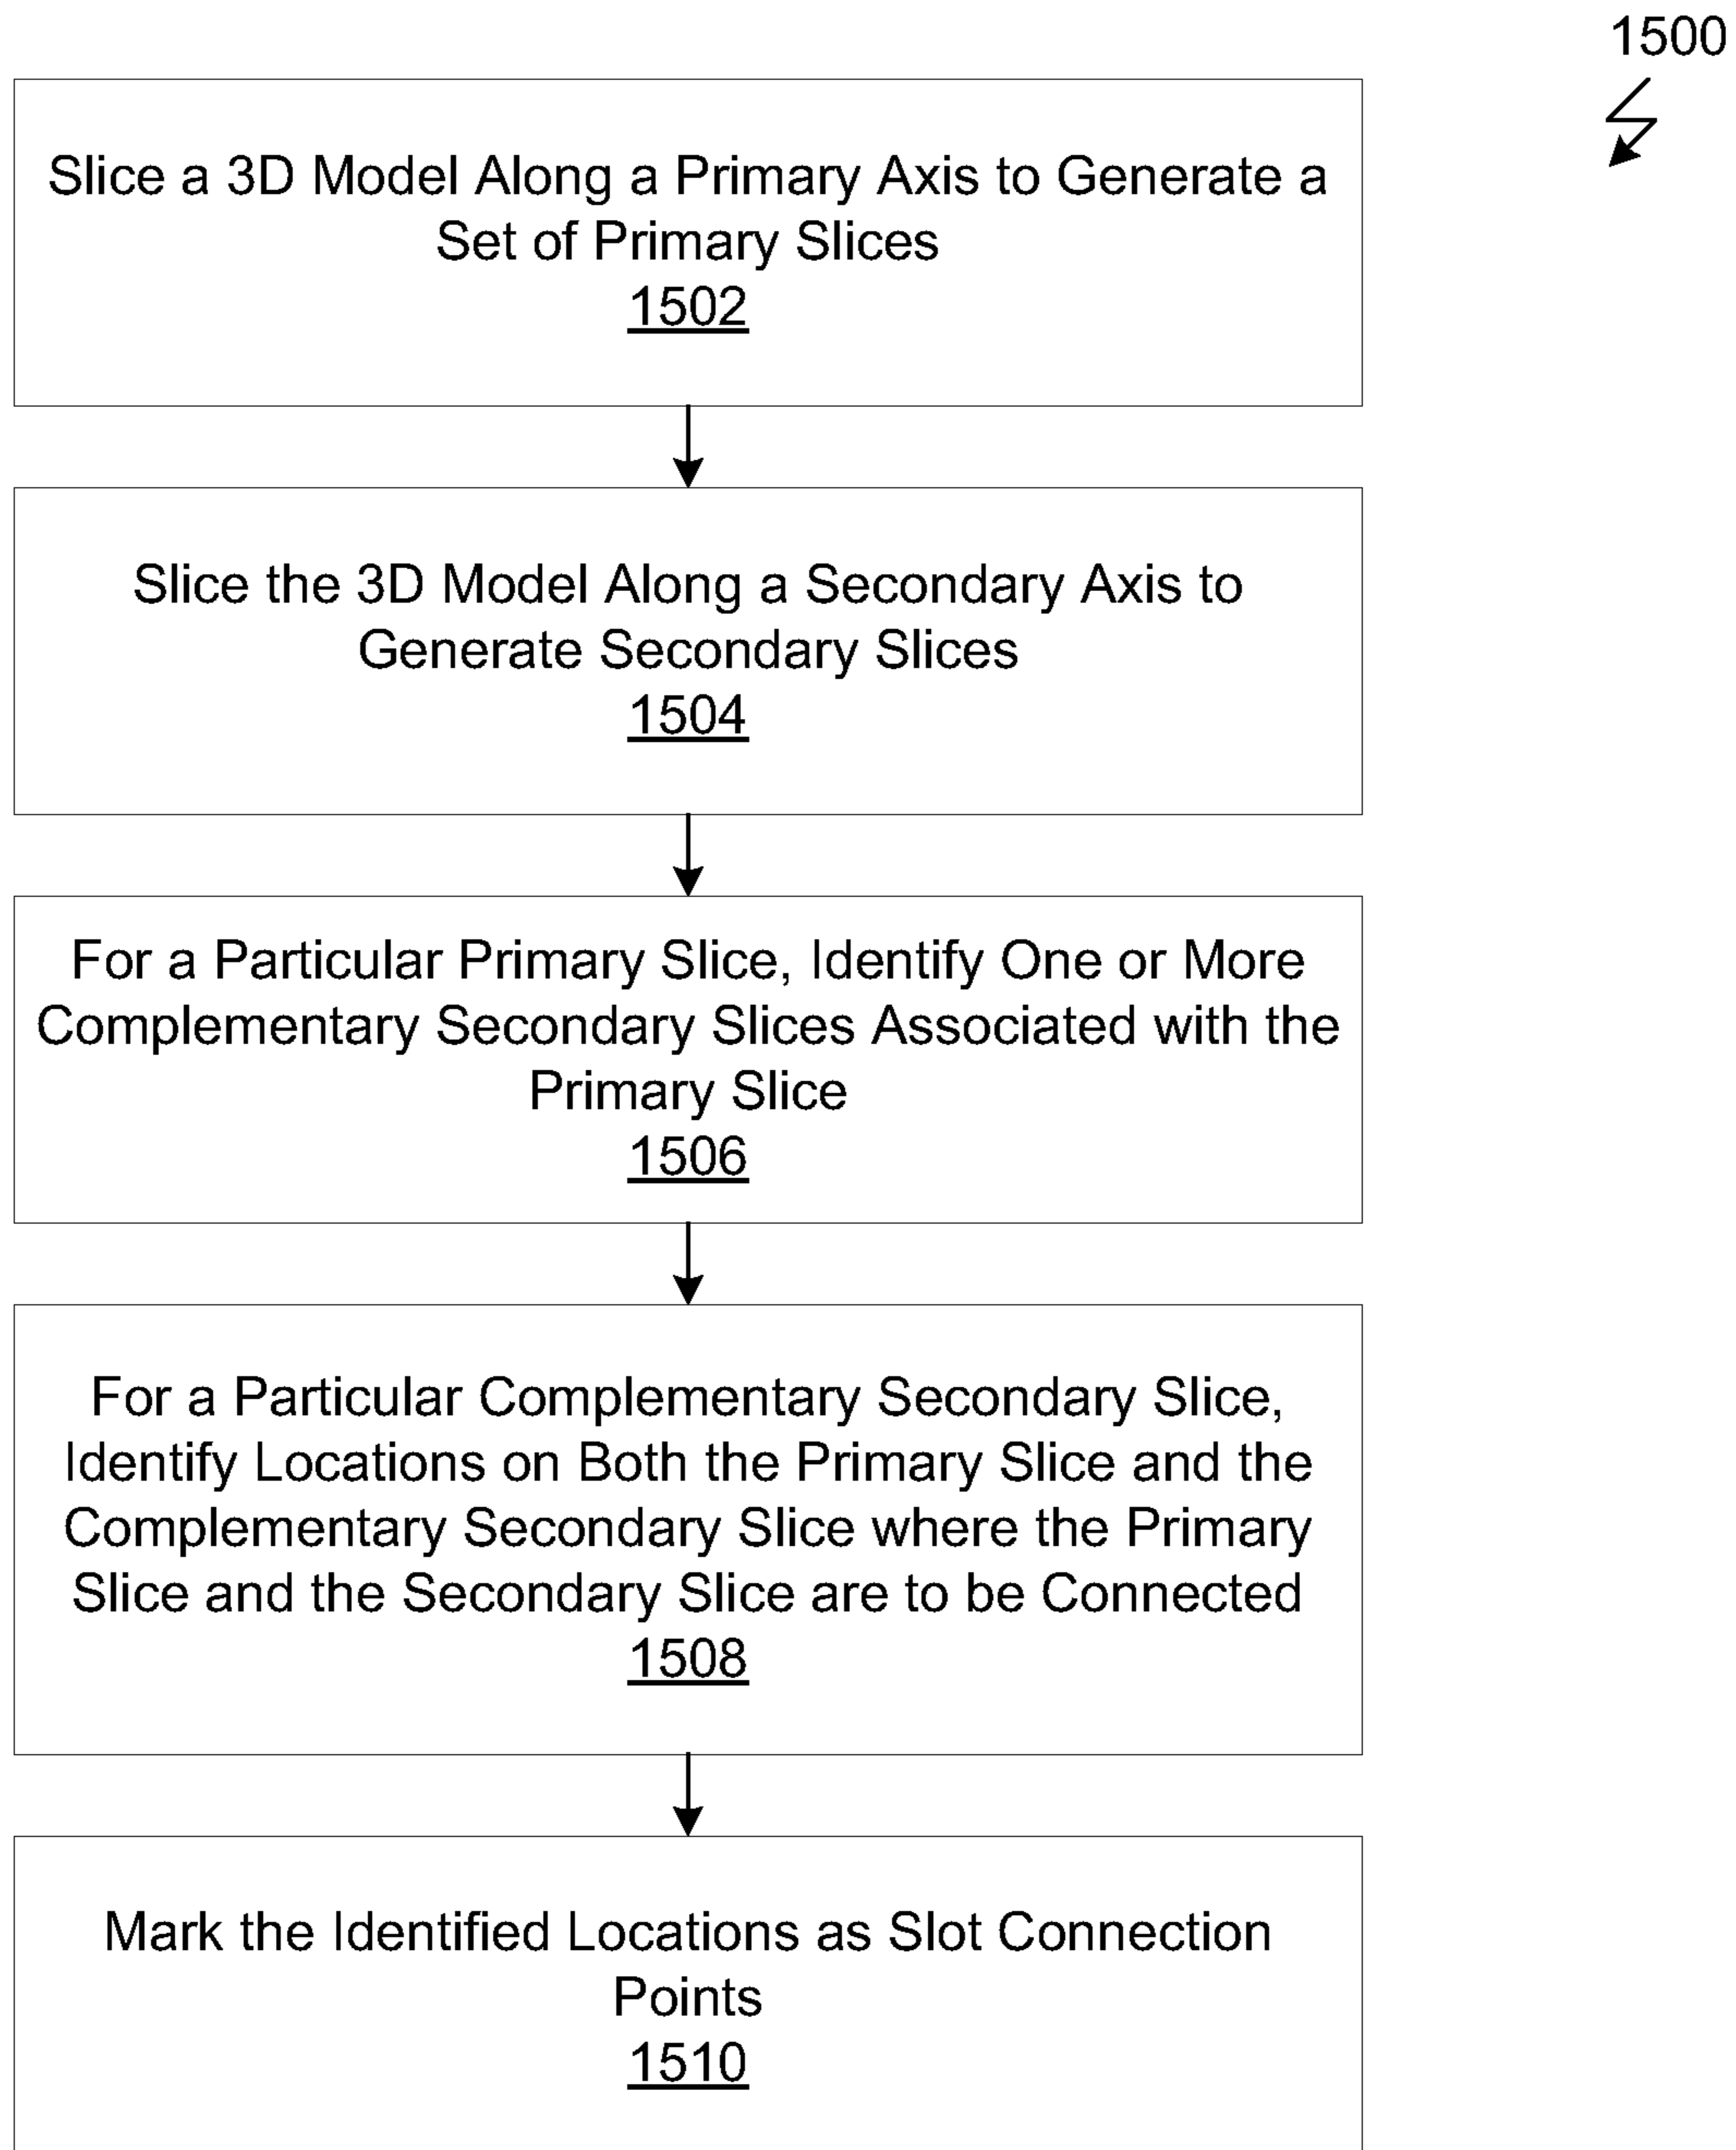 1500
Slice a 3D Model Along a Primary Axis to Generate a
Set of Primary Slices
1502
Slice the 3D Model Along a Secondary Axis to
Generate Secondary Slices
1504
For a Particular Primary Slice, Identify One or More
Complementary Secondary Slices Associated with the
Primary Slice
1506
For a Particular Complementary Secondary Slice,
Identify Locations on Both the Primary Slice and the
Complementary Secondary Slice where the Primary
Slice and the Secondary Slice are to be Connected
1508
Mark the Identified Locations as Slot Connection
Points
1510